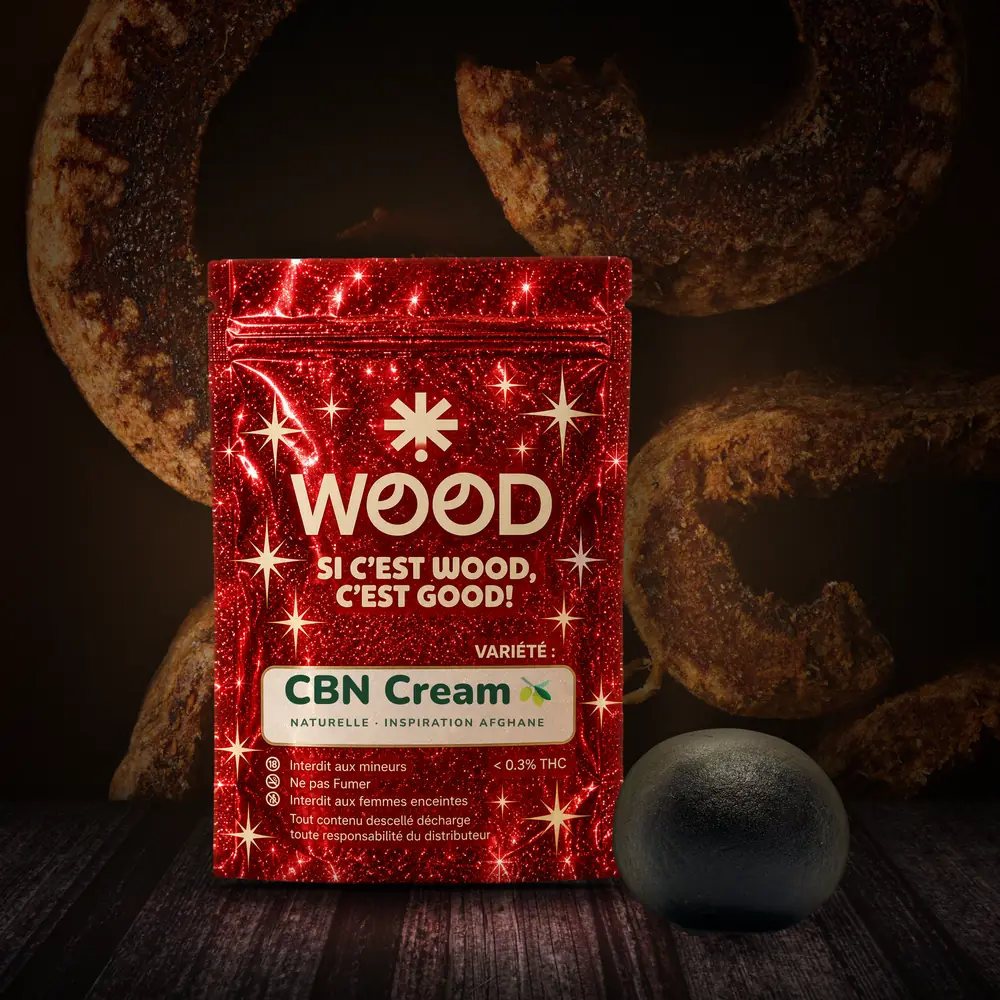 WOOD
SI C'EST WOOD,
C'EST GOOD!
VARIÉTÉ :
CBN Cream
NATURELLE · INSPIRATION AFGHANE
18 Interdit aux mineurs
< 0.3% THC
Ne pas Fumer
Interdit aux femmes enceintes
Tout contenu descellé décharge
toute responsabilité du distributeur